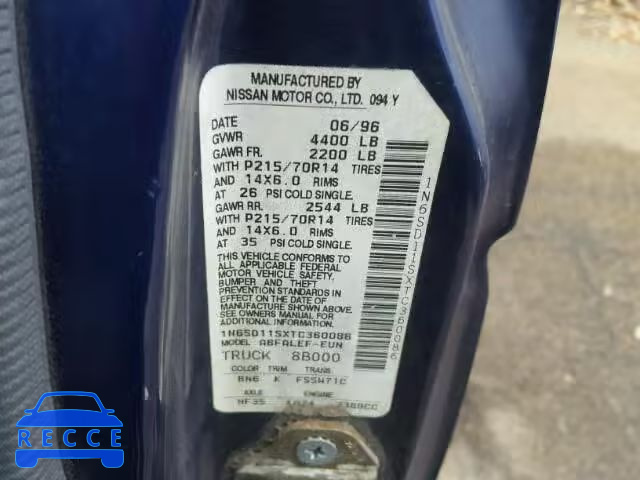 MANUFACTURED BY
NISSAN MOTOR CO., LTD. 094 Y
DATE 06/96
GVWR 4400 LB
GAWR FR. 2200 LB
WITH P215/70R14 TIRES
AND 14X6.0 RIMS
AT 26 PSI COLD SINGLE.
GAWR RR. 2544 LB
WITH P215/70R14 TIRES
AND 14X6.0 RIMS
AT 35 PSI COLD SINGLE.
THIS VEHICLE CONFORMS TO
ALL APPLICABLE FEDERAL
MOTOR VEHICLE SAFETY,
BUMPER AND THEFT
PREVENTION STANDARDS IN
EFFECT ON THE DATE OF
MANUFACTURE SHOWN ABOVE.
SEE OWNERS MANUAL FOR
ADDITIONAL INFORMATION
1N6SD11SXTC360086
MODEL
TRUCK 8B000
COLOR TRIM TRANS
BN6 K FS5W71C
AXLE ENGINE
HF35
1N6SD11SXTC360086
RECCE